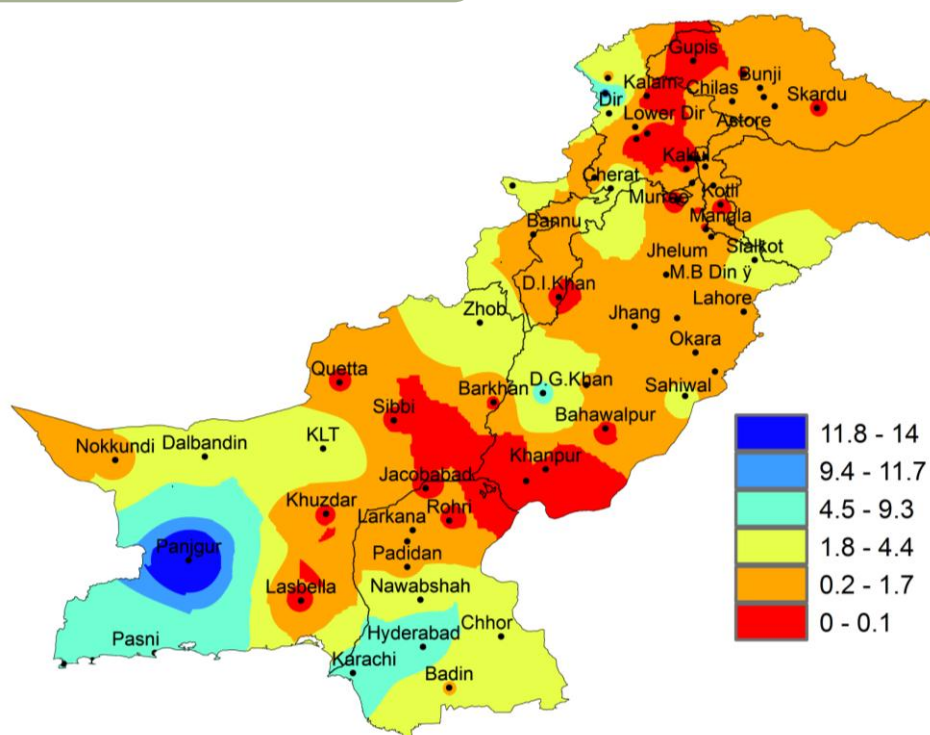 Gupis
Bunji
Kalam
Chilas
Skardu
Dir
Lower Dir
Astore
Cherat
Kotli
Mangla
Bannu
Jhelum
Sialkot
M.B Din ÿ
D.I.Khan
Lahore
Zhob
Jhang
Okara
Quetta
D.G.Khan
Sahiwal
Barkhan
Sibbi
Bahawalpur
Nokkundi
Dalbandin
KLT
Khanpur
Jacobabad
Khuzdar
Rohri
Larkana
Panjgur
Padidan
Lasbella
Nawabshah
Pasni
Hyderabad
Chhor
Karachi
Badin
11.8 - 14
9.4 - 11.7
4.5 - 9.3
1.8 - 4.4
0.2 - 1.7
0 - 0.1